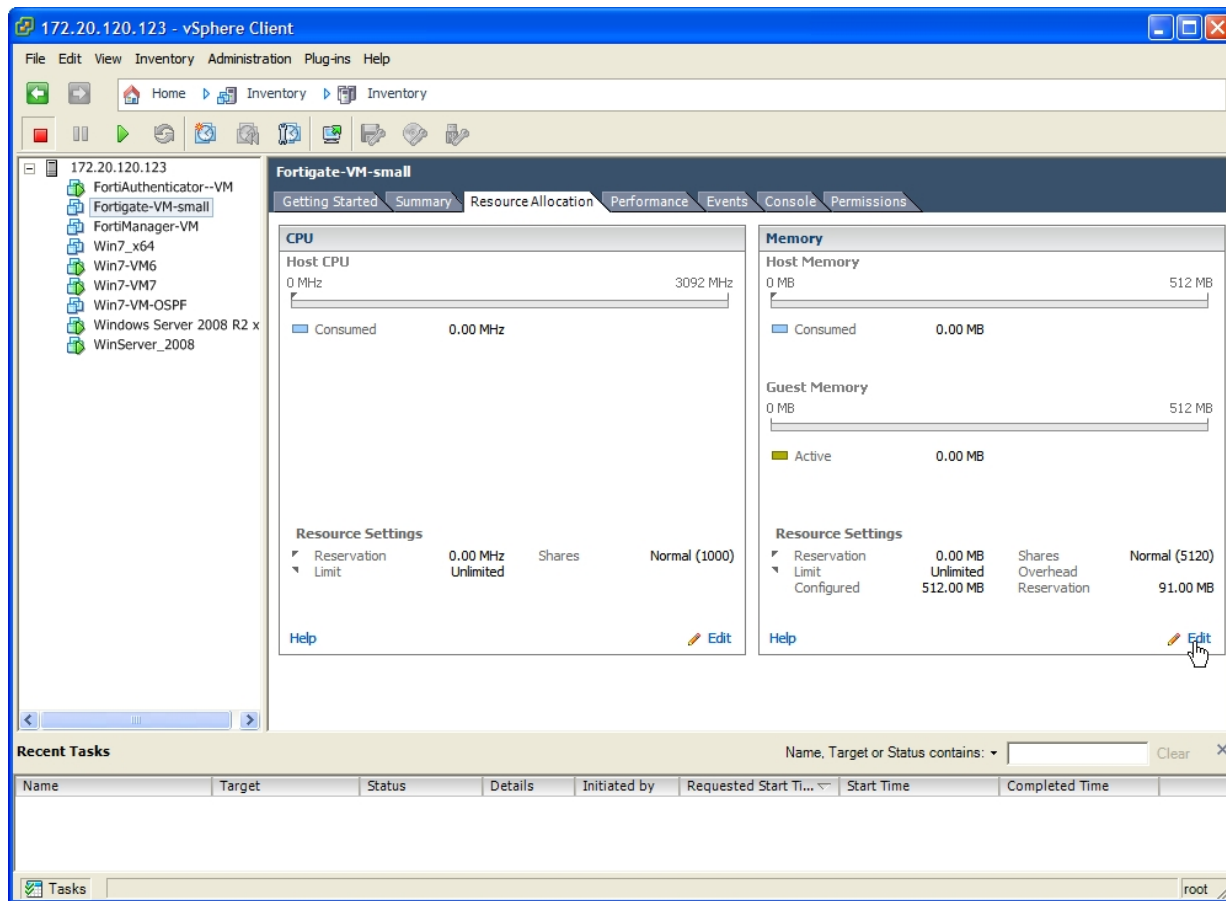 172.20.120.123 - vSphere Client
File Edit View Inventory Administration Plug-ins Help
Home Inventory Inventory
172.20.120.123
FortiAuthenticator--VM
Fortigate-VM-small
FortiManager-VM
Win7_x64
Win7-VM6
Win7-VM7
Win7-VM-OSPF
Windows Server 2008 R2 x
WinServer_2008
Fortigate-VM-small
Getting Started Summary Resource Allocation Performance Events Console Permissions
CPU
Host CPU
0 MHz 3092 MHz
Consumed 0.00 MHz
Resource Settings
Reservation 0.00 MHz Shares Normal (1000)
Limit Unlimited
Help Edit
Memory
Host Memory
0 MB 512 MB
Consumed 0.00 MB
Guest Memory
0 MB 512 MB
Active 0.00 MB
Resource Settings
Reservation 0.00 MB Shares Normal (5120)
Limit Unlimited Overhead
Configured 512.00 MB Reservation 91.00 MB
Help Edit
Recent Tasks Name, Target or Status contains: Clear
Name Target Status Details Initiated by Requested Start Ti... Start Time Completed Time
Tasks root